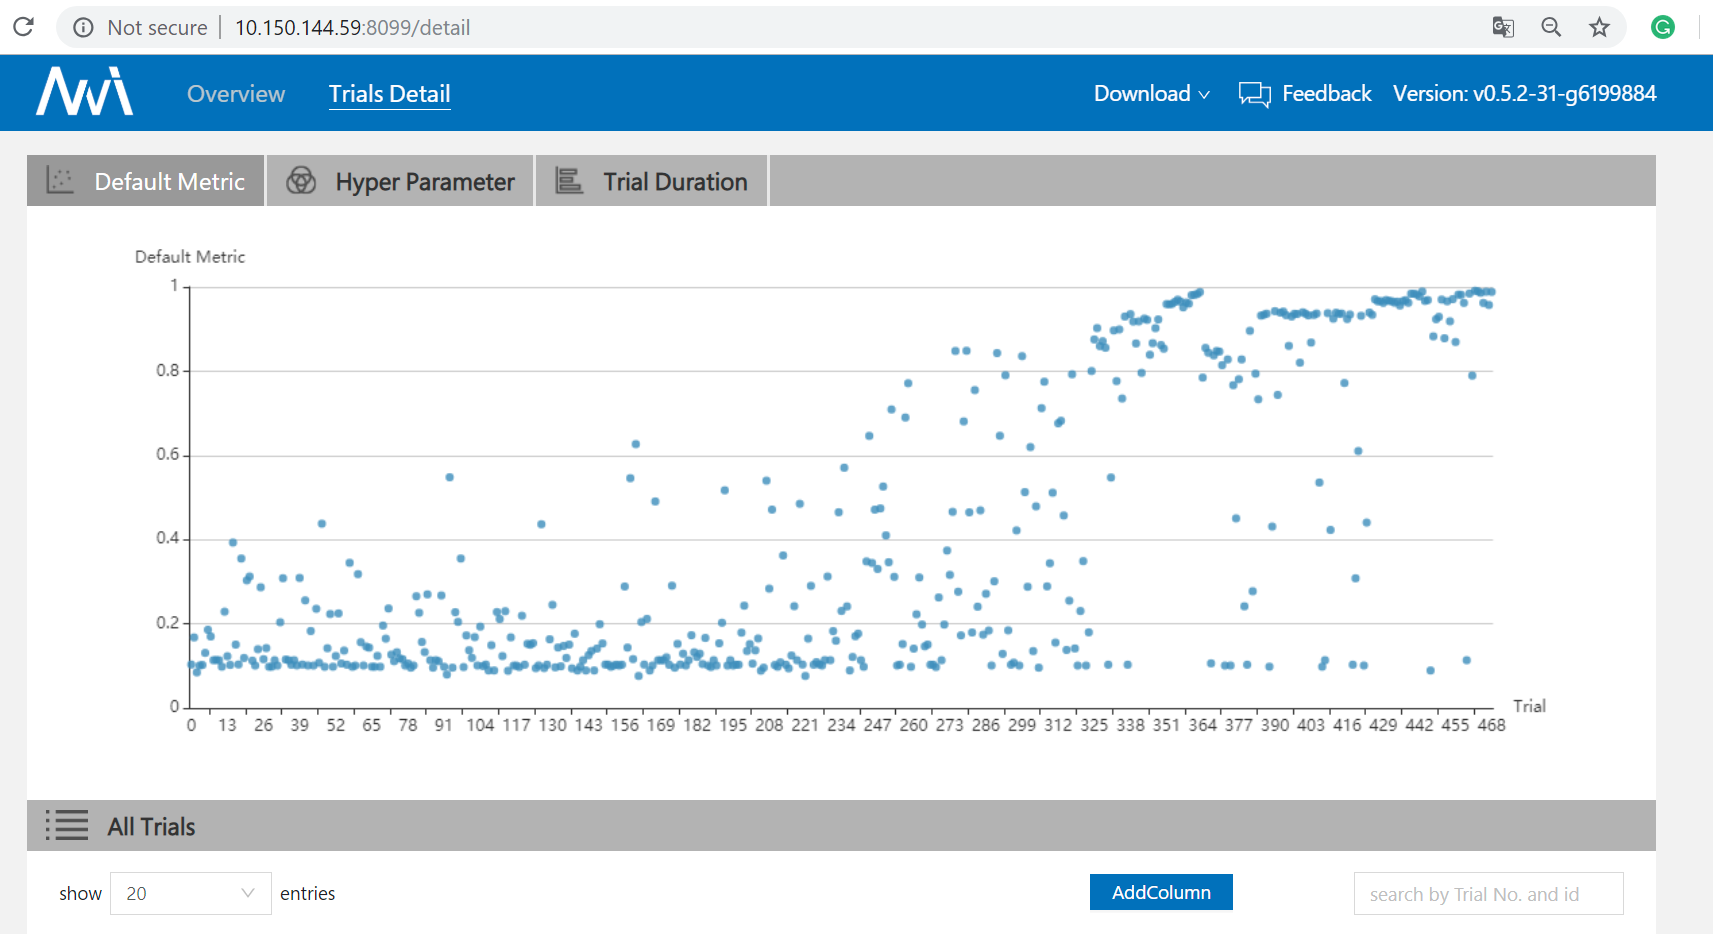 Not secure | 10.150.144.59:8099/detail
Overview Trials Detail Download Feedback Version: v0.5.2-31-g6199884
Default Metric Hyper Parameter Trial Duration
Default Metric
1
0.8
0.6
0.4
0.2
0
Trial
0 13 26 39 52 65 78 91 104 117 130 143 156 169 182 195 208 221 234 247 260 273 286 299 312 325 338 351 364 377 390 403 416 429 442 455 468
All Trials
show 20 entries AddColumn search by Trial No. and id